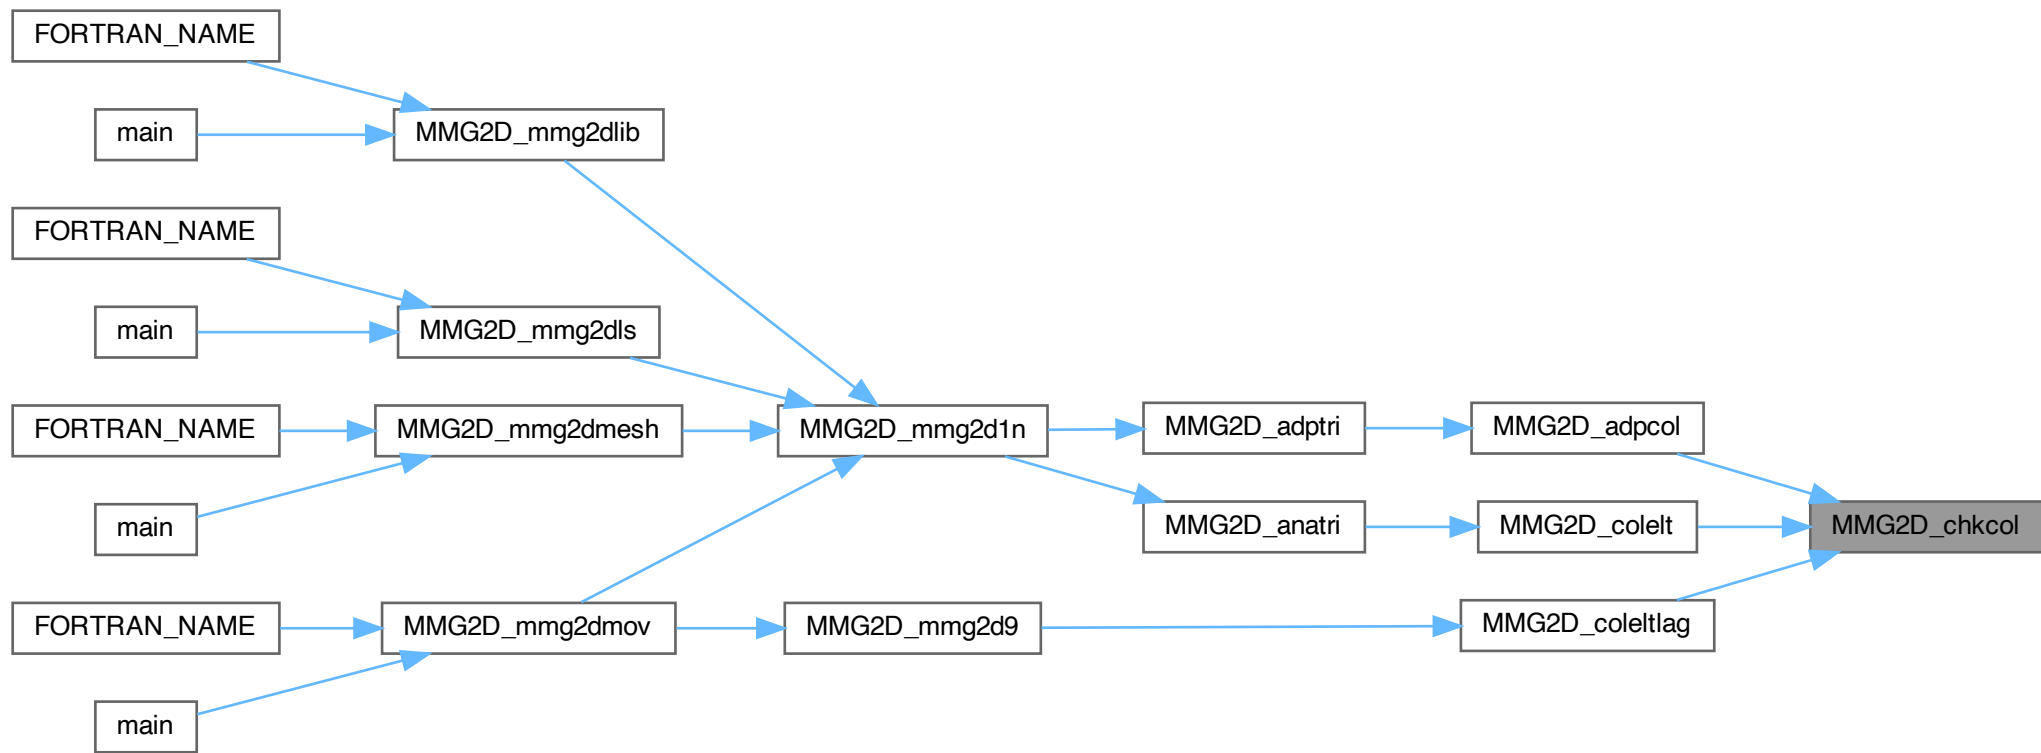 FORTRAN_NAME
main
MMG2D_mmg2dlib
FORTRAN_NAME
main
MMG2D_mmg2dls
FORTRAN_NAME
MMG2D_mmg2dmesh
MMG2D_mmg2d1n
MMG2D_adptri
MMG2D_adpcol
main
MMG2D_anatri
MMG2D_colelt
MMG2D_chkcol
FORTRAN_NAME
MMG2D_mmg2dmov
MMG2D_mmg2d9
MMG2D_coleltlag
main